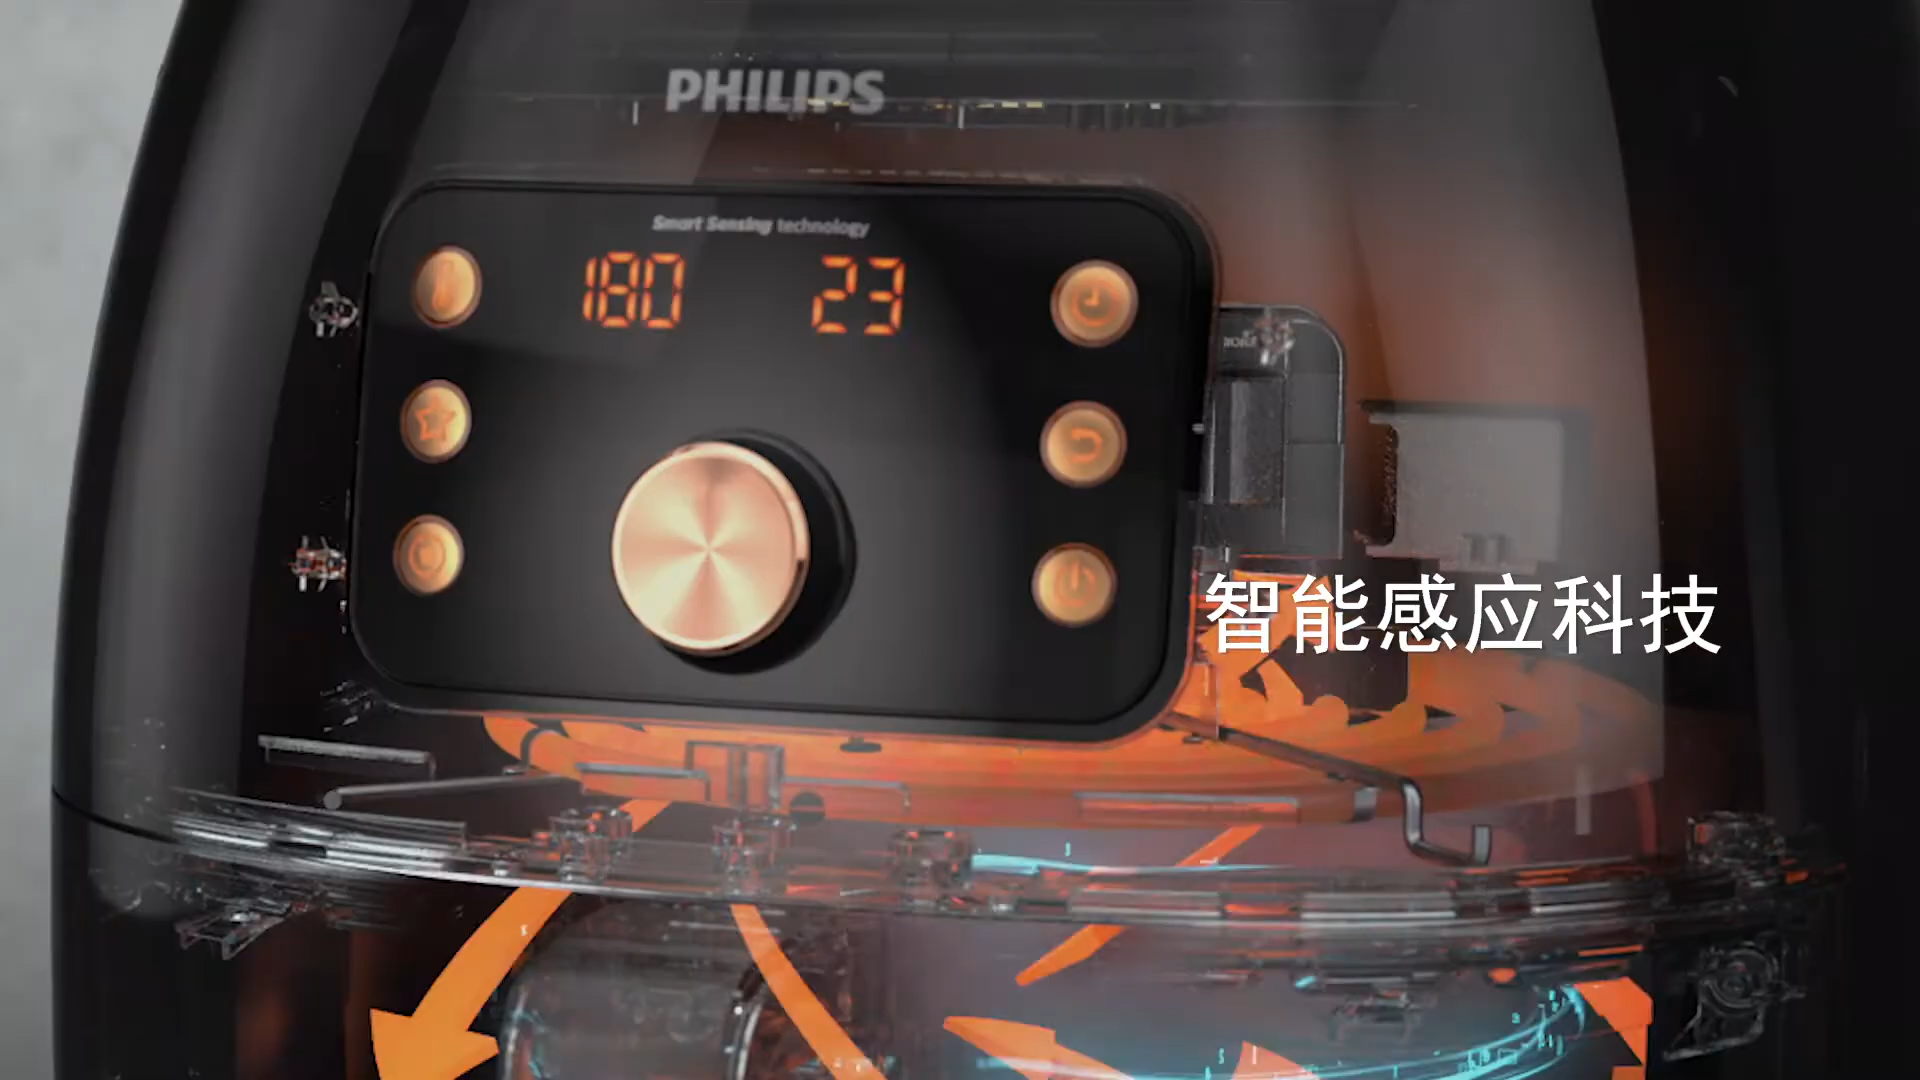 PHILIPS
Smart Sensing technology
180 23
智能感应科技